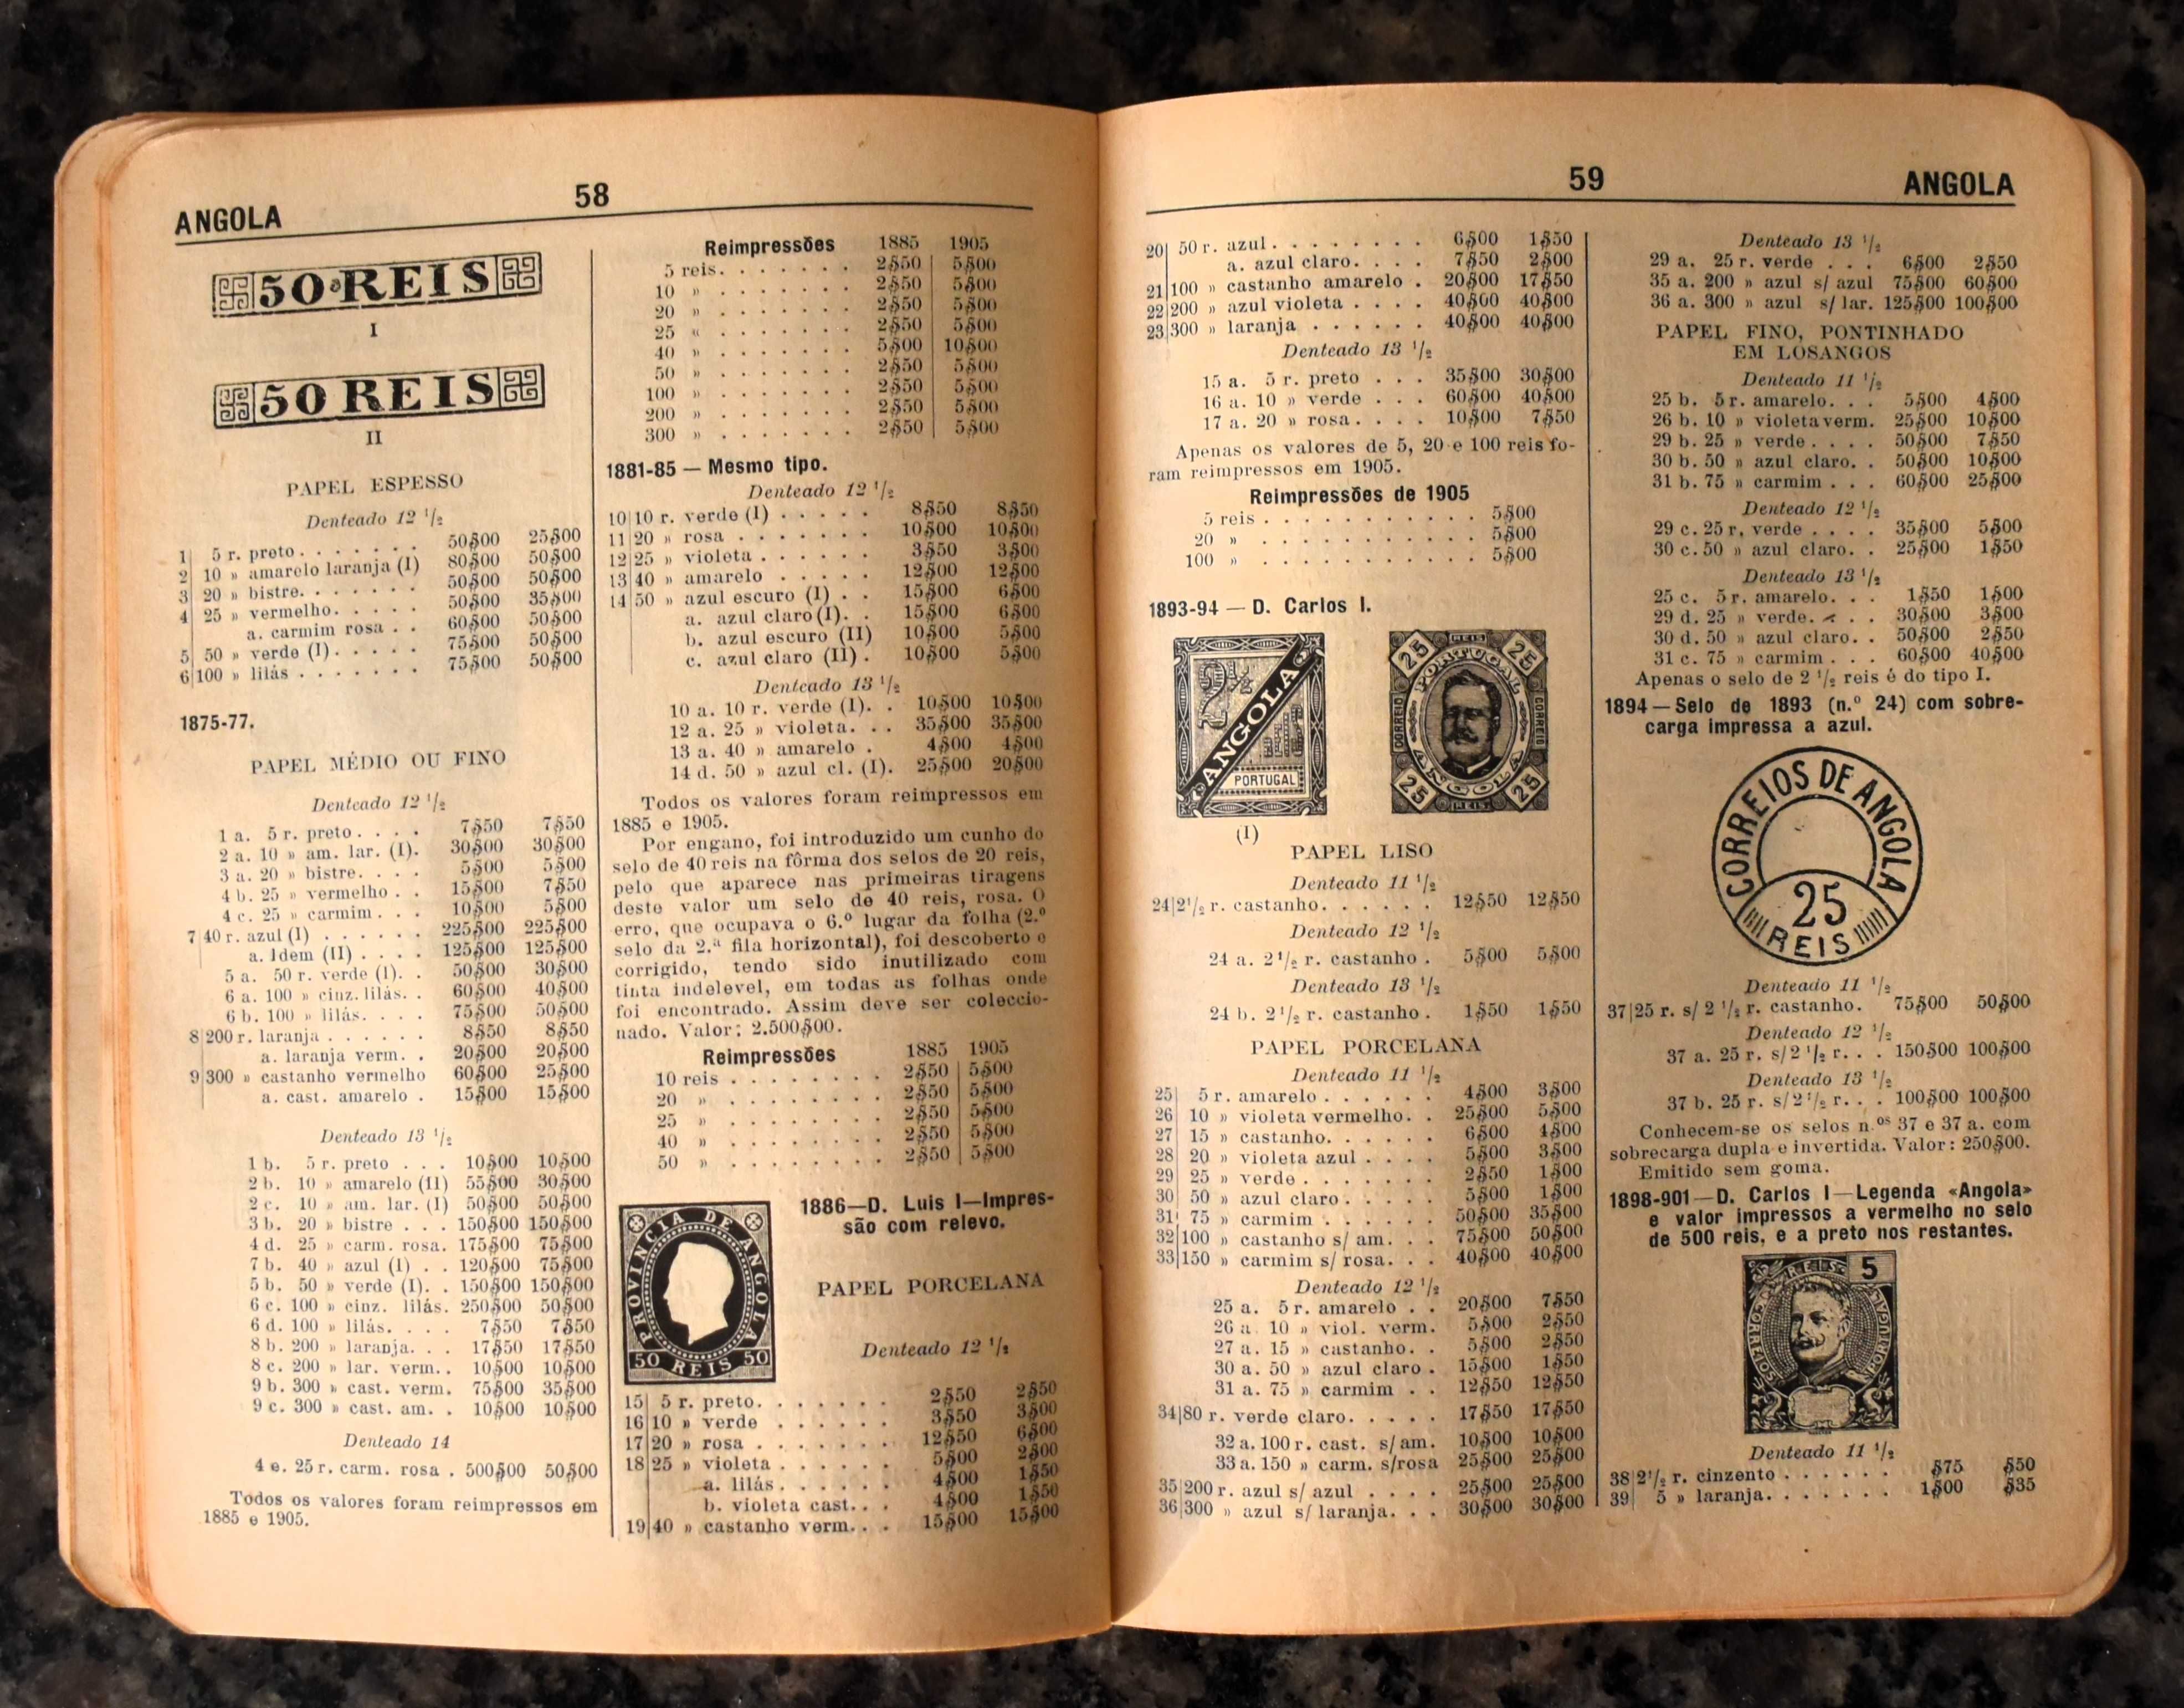 ANGOLA
58
50 REIS
I
50 REIS
II
PAPEL ESPESSO
Denteado 12 1/2
1| 5 r. preto . . . . . . . 50$00 25$00
2| 10 » amarelo laranja (I) 80$00 50$00
3| 20 » bistre. . . . . . . 50$00 50$00
4| 25 » vermelho. . . . . 50$00 35$00
a. carmim rosa . . 60$00 50$00
5| 50 » verde (I). . . . . 75$00 50$00
6|100 » lilás . . . . . . . 75$00 50$00
1875-77.
PAPEL MÉDIO OU FINO
Denteado 12 1/2
1 a. 5 r. preto. . . . 7$50 7$50
2 a. 10 » am. lar. (I). 30$00 30$00
3 a. 20 » bistre. . . . 5$00 5$00
4 b. 25 » vermelho . . 15$00 7$50
4 c. 25 » carmim . . . 10$00 5$00
7|40 r. azul (I) . . . . . . 225$00 225$00
a. Idem (II) . . . . 125$00 125$00
5 a. 50 r. verde (I). . 50$00 30$00
6 a. 100 » cinz. lilás. . 60$00 40$00
6 b. 100 » lilás. . . . 75$00 50$00
8|200 r. laranja . . . . . . 8$50 8$50
a. laranja verm. . 20$00 20$00
9|300 » castanho vermelho 60$00 25$00
a. cast. amarelo . 15$00 15$00
Denteado 13 1/2
1 b. 5 r. preto . . . 10$00 10$00
2 b. 10 » amarelo (II) 55$00 30$00
2 c. 10 » am. lar. (I) 50$00 50$00
3 b. 20 » bistre . . . 150$00 150$00
4 d. 25 » carm. rosa. 175$00 75$00
7 b. 40 » azul (I) . . 120$00 75$00
5 b. 50 » verde (I). . 150$00 150$00
6 c. 100 » cinz. lilás. 250$00 50$00
6 d. 100 » lilás. . . . 7$50 7$50
8 b. 200 » laranja. . . 17$50 17$50
8 c. 200 » lar. verm. . 10$00 10$00
9 b. 300 » cast. verm. 75$00 35$00
9 c. 300 » cast. am. . 10$00 10$00
Denteado 14
4 e. 25 r. carm. rosa . 500$00 50$00
Todos os valores foram reimpressos em
1885 e 1905.
Reimpressões 1885 1905
5 reis. . . . . . . 2$50 | 5$00
10 » . . . . . . . 2$50 | 5$00
20 » . . . . . . . 2$50 | 5$00
25 « . . . . . . . 2$50 | 5$00
40 » . . . . . . . 5$00 | 10$00
50 » . . . . . . . 2$50 | 5$00
100 » . . . . . . . 2$50 | 5$00
200 » . . . . . . . 2$50 | 5$00
300 » . . . . . . . 2$50 | 5$00
1881-85 — Mesmo tipo.
Denteado 12 1/2
10|10 r. verde (I) . . . . . 8$50 8$50
11|20 » rosa . . . . . . . 10$00 10$00
12|25 » violeta . . . . . . 3$50 3$00
13|40 » amarelo . . . . . 12$00 12$00
14|50 » azul escuro (I) . . 15$00 6$00
a. azul claro (I). . 15$00 6$00
b. azul escuro (II) 10$00 5$00
c. azul claro (II) . 10$00 5$00
Denteado 13 1/2
10 a. 10 r. verde (I). . 10$00 10$00
12 a. 25 » violeta. . . 35$00 35$00
13 a. 40 » amarelo . 4$00 4$00
14 d. 50 » azul cl. (I). 25$00 20$00
Todos os valores foram reimpressos em
1885 e 1905.
Por engano, foi introduzido um cunho do
selo de 40 reis na fôrma dos selos de 20 reis,
pelo que aparece nas primeiras tiragens
deste valor um selo de 40 reis, rosa. O
erro, que ocupava o 6.º lugar da folha (2.º
selo da 2.ª fila horizontal), foi descoberto e
corrigido, tendo sido inutilizado com
tinta indelevel, em todas as folhas onde
foi encontrado. Assim deve ser coleccio-
nado. Valor: 2.500$00.
Reimpressões 1885 1905
10 reis . . . . . . . . 2$50 | 5$00
20 » . . . . . . . . 2$50 | 5$00
25 » . . . . . . . . 2$50 | 5$00
40 » . . . . . . . . 2$50 | 5$00
50 » . . . . . . . . 2$50 | 5$00
PROVINCIA DE ANGOLA
50 REIS 50
1886—D. Luis I—Impres-
são com relevo.
PAPEL PORCELANA
Denteado 12 1/2
15| 5 r. preto. . . . . . . 2$50 2$50
16|10 » verde . . . . . . 3$50 3$00
17|20 » rosa . . . . . . . 12$50 6$00
18|25 » violeta . . . . . . 5$00 2$00
a. lilás. . . . . . 4$00 1$50
b. violeta cast. . . 4$00 1$50
19|40 » castanho verm. . . 15$00 15$00
59
ANGOLA
20| 50 r. azul. . . . . . . . 6$00 1$50
a. azul claro. . . . 7$50 2$00
21|100 » castanho amarelo . 20$00 17$50
22|200 » azul violeta . . . . 40$00 40$00
23|300 » laranja . . . . . . 40$00 40$00
Denteado 13 1/2
15 a. 5 r. preto . . . 35$00 30$00
16 a. 10 » verde . . . 60$00 40$00
17 a. 20 » rosa. . . . 10$00 7$50
Apenas os valores de 5, 20 e 100 reis fo-
ram reimpressos em 1905.
Reimpressões de 1905
5 reis . . . . . . . . . . . 5$00
20 » . . . . . . . . . . . 5$00
100 » . . . . . . . . . . . 5$00
1893-94 — D. Carlos I.
2 1/2
ANGOLA
PORTUGAL
(I)
25 REIS 25
PORTUGAL
CORREIO
CORREIO
ANGOLA
25 REIS 25
PAPEL LISO
Denteado 11 1/2
24|2 1/2 r. castanho. . . . . . 12$50 12$50
Denteado 12 1/2
24 a. 2 1/2 r. castanho . 5$00 5$00
Denteado 13 1/2
24 b. 2 1/2 r. castanho . 1$50 1$50
PAPEL PORCELANA
Denteado 11 1/2
25| 5 r. amarelo . . . . . . 4$00 3$00
26| 10 » violeta vermelho. . 25$00 5$00
27| 15 » castanho. . . . . . 6$00 4$00
28| 20 » violeta azul . . . . 5$00 3$00
29| 25 » verde . . . . . . . 2$50 1$00
30| 50 » azul claro . . . . . 5$00 1$00
31| 75 » carmim . . . . . . 50$00 35$00
32|100 » castanho s/ am. . . 75$00 50$00
33|150 » carmim s/ rosa. . . 40$00 40$00
Denteado 12 1/2
25 a. 5 r. amarelo . . 20$00 7$50
26 a 10 » viol. verm. 5$00 2$50
27 a. 15 » castanho. . 5$00 2$50
30 a. 50 » azul claro . 15$00 1$50
31 a. 75 » carmim . . 12$50 12$50
34|80 r. verde claro. . . . . 17$50 17$50
32 a. 100 r. cast. s/am. 10$00 10$00
33 a. 150 » carm. s/rosa 25$00 25$00
35|200 r. azul s/ azul . . . . 25$00 25$00
36|300 » azul s/ laranja. . . 30$00 30$00
Denteado 13 1/2
29 a. 25 r. verde . . . 6$00 2$50
35 a. 200 » azul s/ azul 75$00 60$00
36 a. 300 » azul s/ lar. 125$00 100$00
PAPEL FINO, PONTINHADO
EM LOSANGOS
Denteado 11 1/2
25 b. 5 r. amarelo. . . 5$00 4$00
26 b. 10 » violeta verm. 25$00 10$00
29 b. 25 » verde . . . . 50$00 7$50
30 b. 50 » azul claro. . 50$00 10$00
31 b. 75 » carmim . . . 60$00 25$00
Denteado 12 1/2
29 c. 25 r, verde . . . . 35$00 5$00
30 c. 50 » azul claro. . 25$00 1$50
Denteado 13 1/2
25 c. 5 r. amarelo. . . 1$50 1$00
29 d. 25 » verde. . . 30$00 3$00
30 d. 50 » azul claro. . 50$00 2$50
31 c. 75 » carmim . . . 60$00 40$00
Apenas o selo de 2 1/2 reis é do tipo I.
1894 — Selo de 1893 (n.º 24) com sobre-
carga impressa a azul.
CORREIOS DE ANGOLA
25
REIS
Denteado 11 1/2
37|25 r. s/ 2 1/2 r. castanho. 75$00 50$00
Denteado 12 1/2
37 a. 25 r. s/2 1/2 r. . . 150$00 100$00
Denteado 13 1/2
37 b. 25 r. s/2 1/2 r. . . 100$00 100$00
Conhecem-se os selos n.os 37 e 37 a. com
sobrecarga dupla e invertida. Valor: 250$00.
Emitido sem goma.
1898-901—D. Carlos I—Legenda «Angola»
e valor impressos a vermelho no selo
de 500 reis, e a preto nos restantes.
REIS 5
CORREIOS
PORTUGAL
Denteado 11 1/2
38|2 1/2 r. cinzento . . . . . . $75 $50
39| 5 » laranja. . . . . . . 1$00 $35